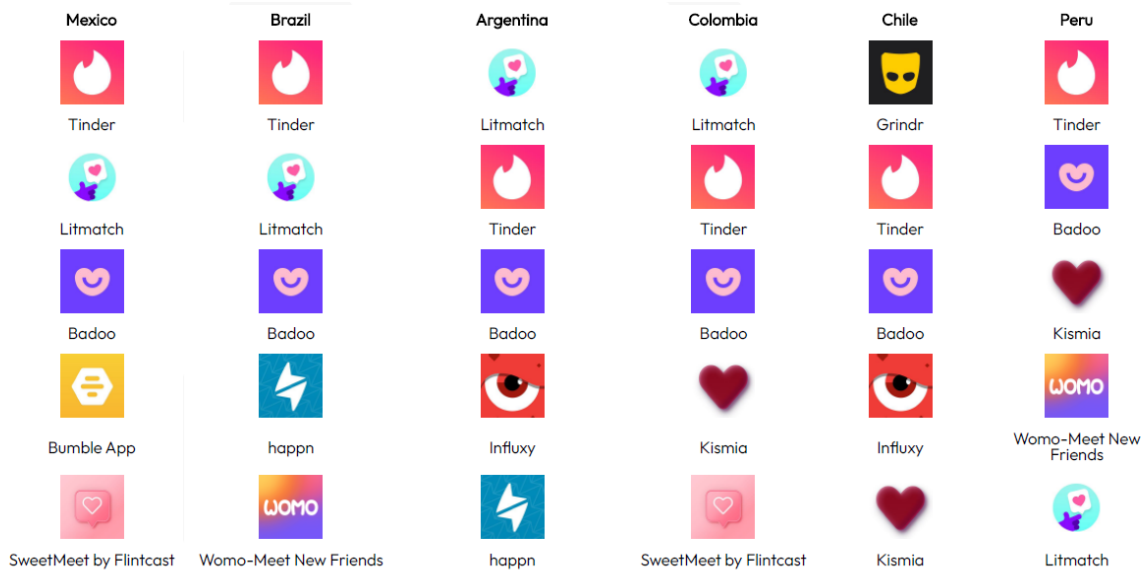 Mexico Brazil Argentina Colombia Chile Peru
Tinder Tinder Litmatch Litmatch Grindr Tinder
Litmatch Litmatch Tinder Tinder Tinder Badoo
Badoo Badoo Badoo Badoo Badoo Kismia
WOMO
Bumble App happn Influxy Kismia Influxy Womo-Meet New
Friends
WOMO
SweetMeet by Flintcast Womo-Meet New Friends happn SweetMeet by Flintcast Kismia Litmatch